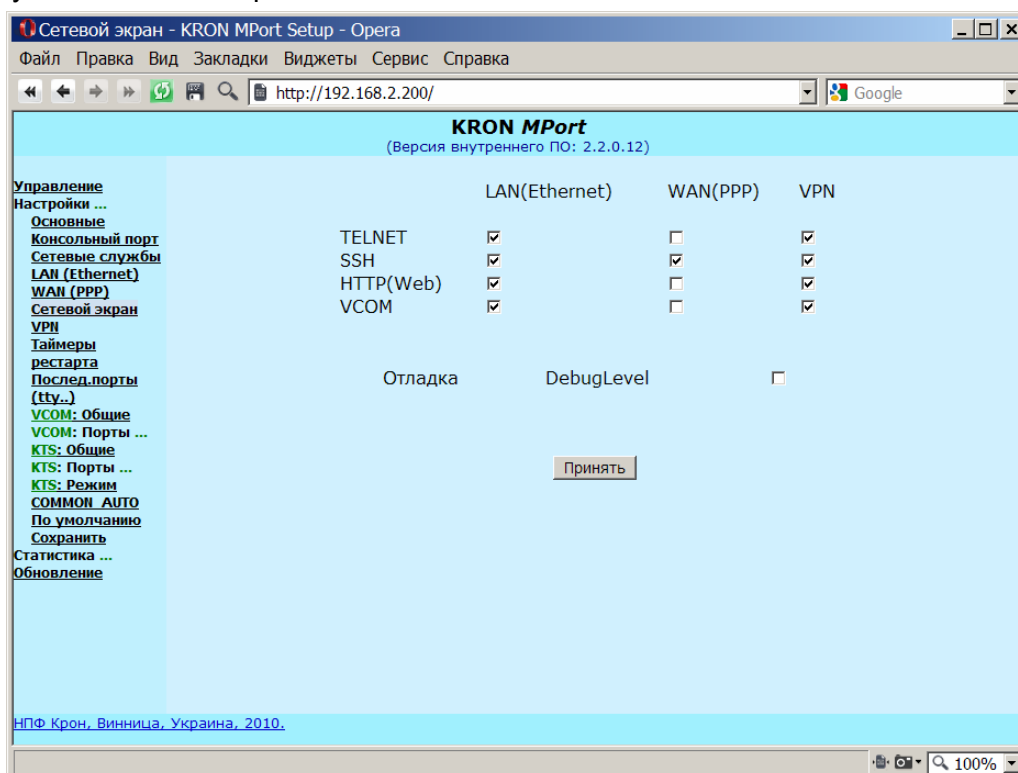 Сетевой экран - KRON MPort Setup - Opera
Файл Правка Вид Закладки Виджеты Сервис Справка
http://192.168.2.200/
Google
KRON MPort
(Версия внутреннего ПО: 2.2.0.12)
Управление
Настройки ...
Основные
Консольный порт
Сетевые службы
LAN (Ethernet)
WAN (PPP)
Сетевой экран
VPN
Таймеры
рестарта
Послед.порты
(tty..)
VCOM: Общие
VCOM: Порты ...
KTS: Общие
KTS: Порты ...
KTS: Режим
COMMON_AUTO
По умолчанию
Сохранить
Статистика ...
Обновление
LAN(Ethernet) WAN(PPP) VPN
TELNET
SSH
HTTP(Web)
VCOM
Отладка DebugLevel
Принять
НПФ Крон, Винница, Украина, 2010.
100%